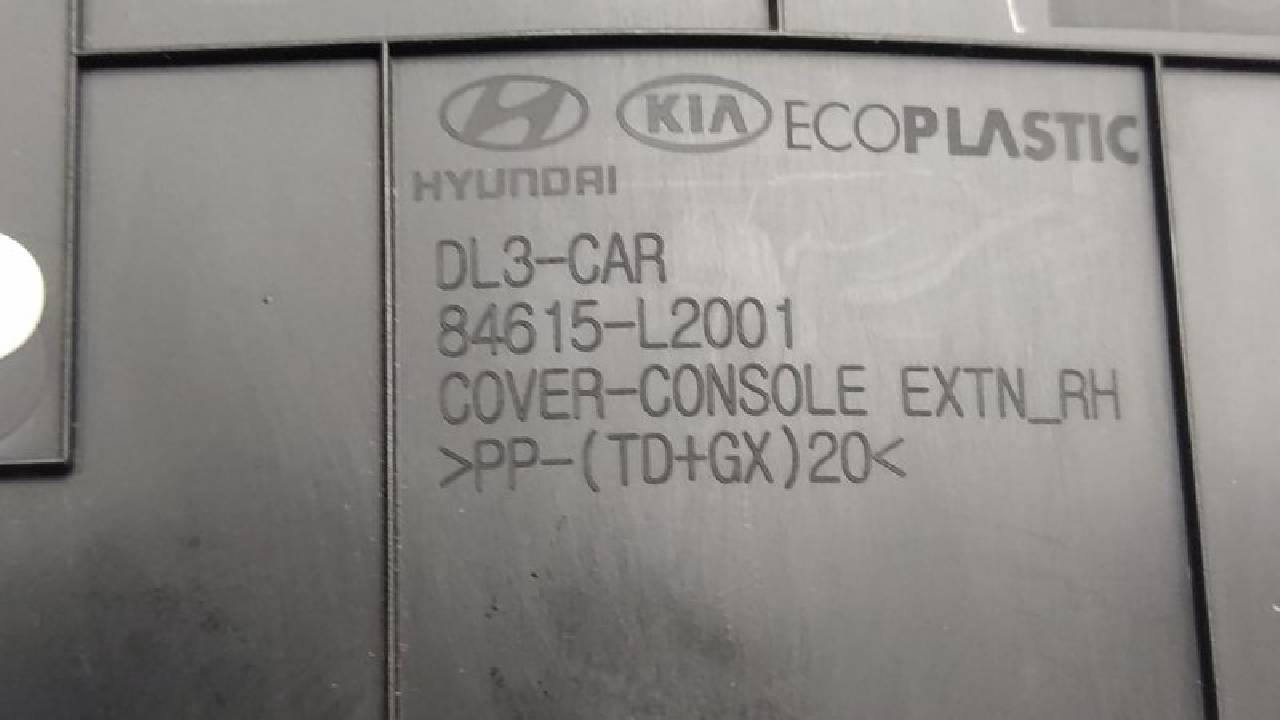 KIA ECOPLASTIC
HYUNDAI
DL3-CAR
84615-L2001
COVER-CONSOLE EXTN_RH
>PP-(TD+GX)20<